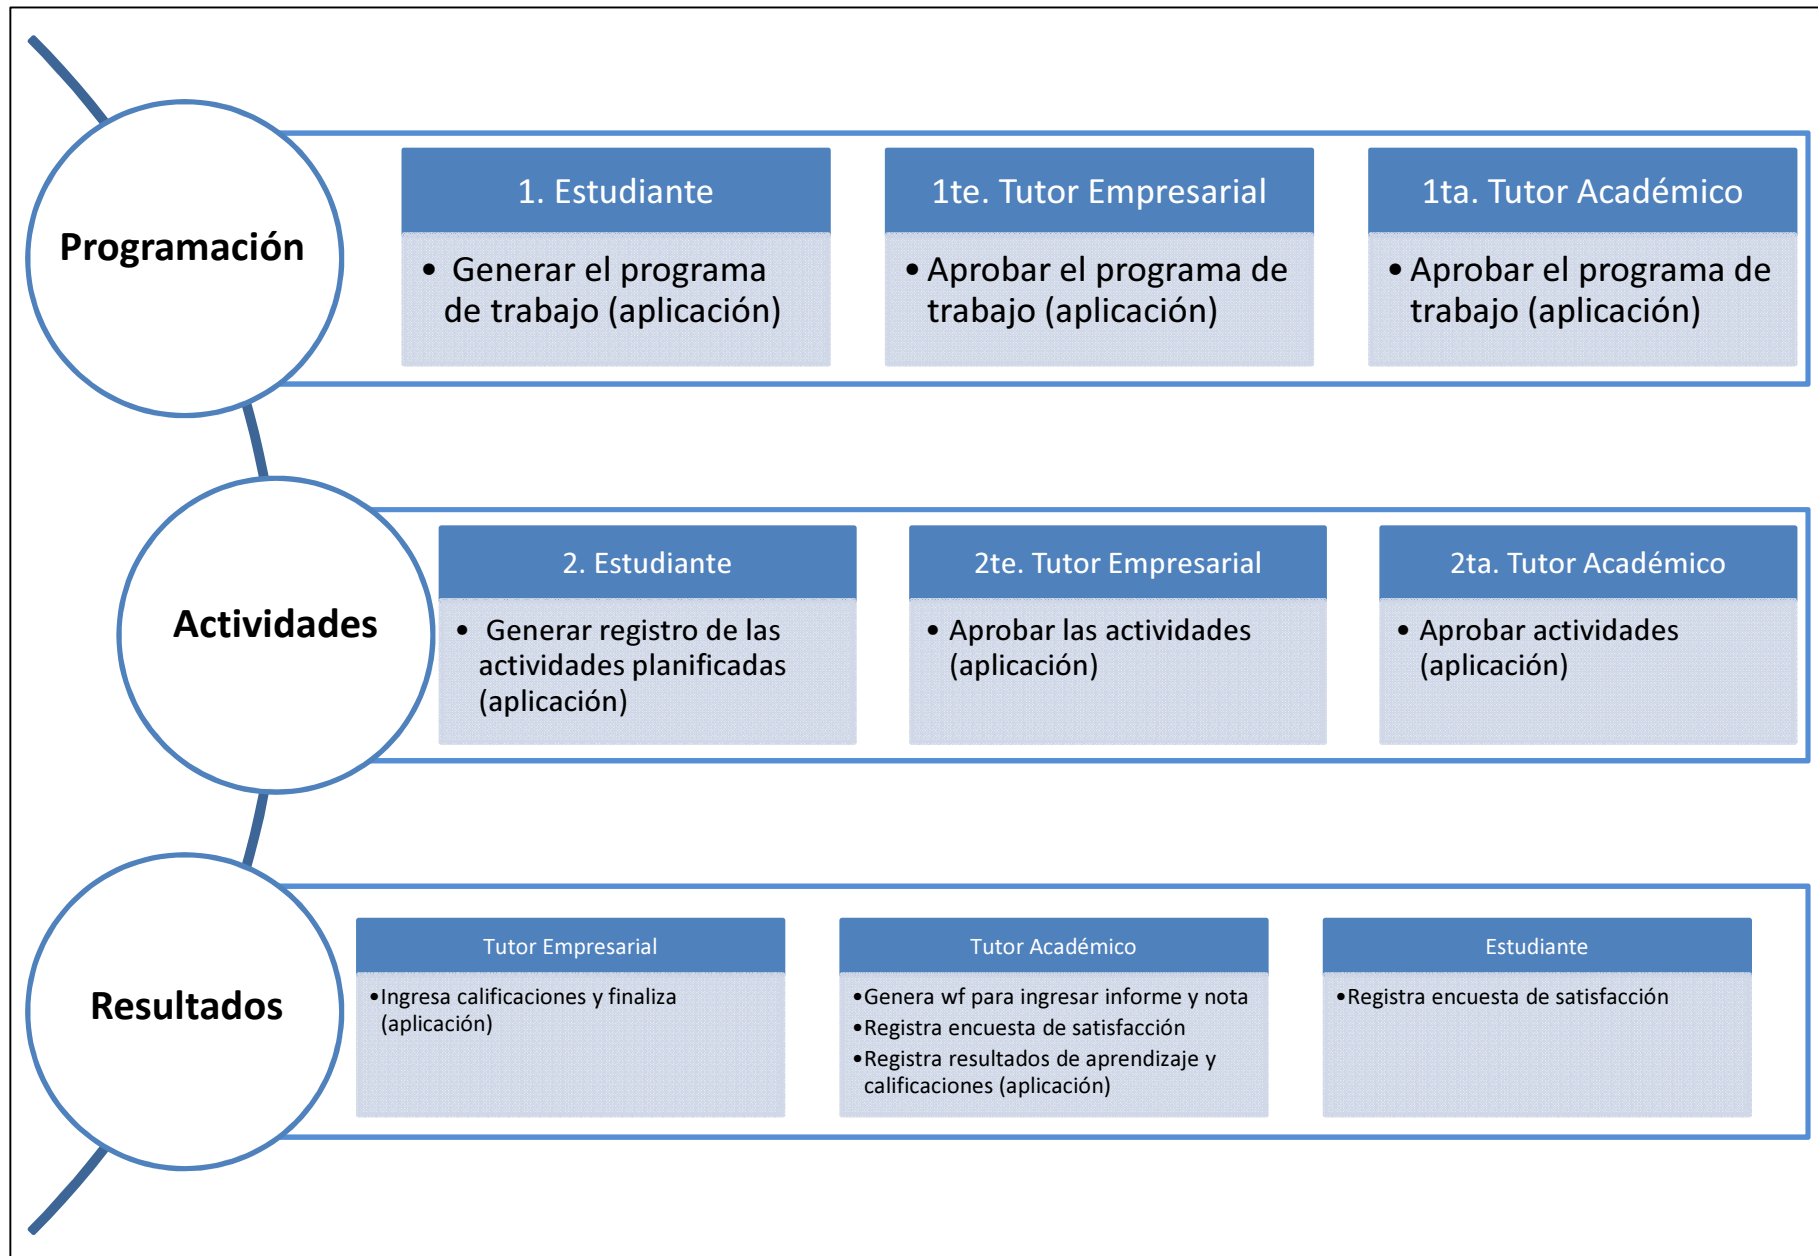 Programación
1. Estudiante
• Generar el programa
de trabajo (aplicación)
1te. Tutor Empresarial
• Aprobar el programa de
trabajo (aplicación)
1ta. Tutor Académico
• Aprobar el programa de
trabajo (aplicación)
Actividades
2. Estudiante
• Generar registro de las
actividades planificadas
(aplicación)
2te. Tutor Empresarial
• Aprobar las actividades
(aplicación)
2ta. Tutor Académico
• Aprobar actividades
(aplicación)
Resultados
Tutor Empresarial
•Ingresa calificaciones y finaliza
(aplicación)
Tutor Académico
•Genera wf para ingresar informe y nota
•Registra encuesta de satisfacción
•Registra resultados de aprendizaje y
calificaciones (aplicación)
Estudiante
•Registra encuesta de satisfacción